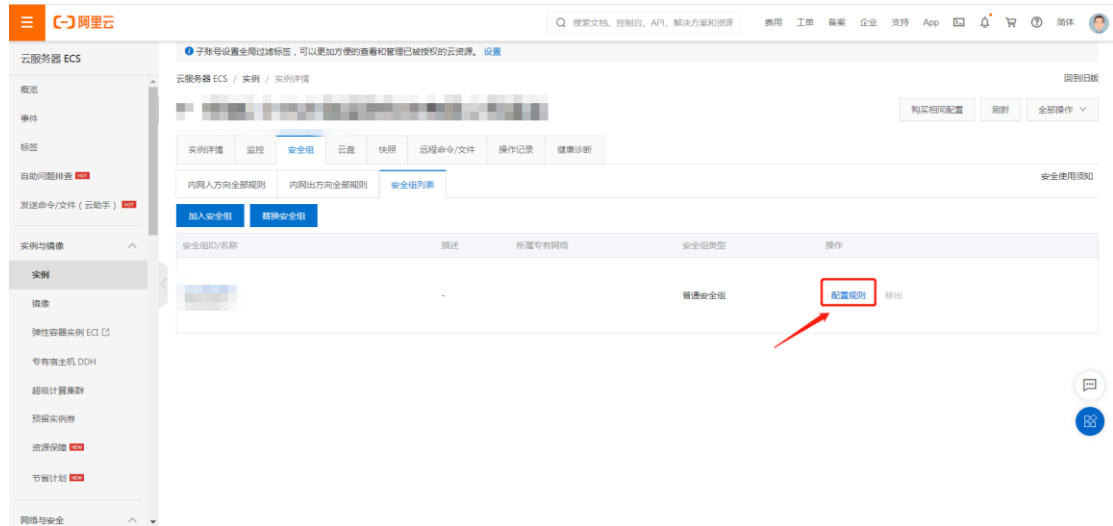 阿里云
搜索文档、控制台、API、解决方案和资源
费用 工单 备案 企业 支持 App 简体
云服务器 ECS
概览
事件
标签
自助问题排查 HOT
发送命令/文件（云助手） HOT
实例与镜像
实例
镜像
弹性容器实例 ECI
专有宿主机 DDH
超级计算集群
预留实例券
资源保障 NEW
节省计划 NEW
网络与安全
子账号设置全局过滤标签，可以更加方便的查看和管理已被授权的云资源。 设置
云服务器 ECS / 实例 / 实例详情
回到旧版
购买相同配置 刷新 全部操作
实例详情 监控 安全组 云盘 快照 远程命令/文件 操作记录 健康诊断
内网入方向全部规则 内网出方向全部规则 安全组列表
安全使用须知
加入安全组 替换安全组
安全组ID/名称 描述 所属专有网络 安全组类型 操作
- 普通安全组 配置规则 移出